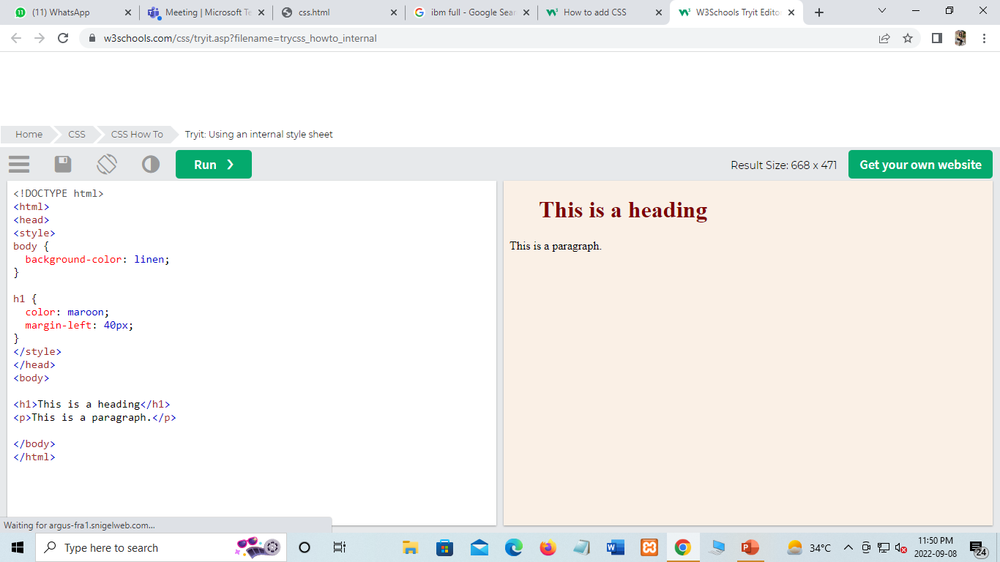 (11) WhatsApp
Meeting | Microsoft Te
css.html
ibm full - Google Sear
How to add CSS
W3Schools Tryit Editor
w3schools.com/css/tryit.asp?filename=trycss_howto_internal
Home CSS CSS How To Tryit: Using an internal style sheet
Run ❯
Result Size: 668 x 471
Get your own website
<!DOCTYPE html>
<html>
<head>
<style>
body {
  background-color: linen;
}

h1 {
  color: maroon;
  margin-left: 40px;
}
</style>
</head>
<body>

<h1>This is a heading</h1>
<p>This is a paragraph.</p>

</body>
</html>
This is a heading
This is a paragraph.
Waiting for argus-fra1.snigelweb.com...
Type here to search
34°C
11:50 PM
2022-09-08
24